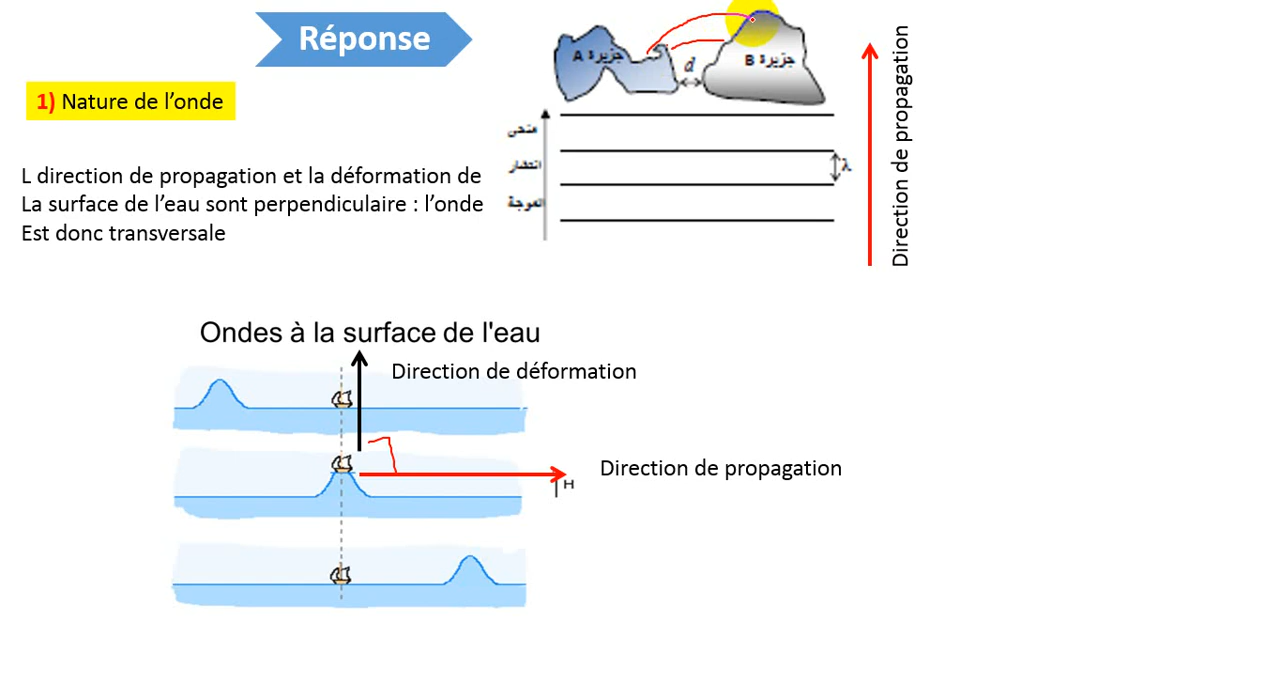 Réponse
1) Nature de l’onde
L direction de propagation et la déformation de
La surface de l’eau sont perpendiculaire : l’onde
Est donc transversale
جزيرة A
d
جزيرة B
منحى
انتشار
الموجة
λ
Direction de propagation
Ondes à la surface de l'eau
Direction de déformation
Direction de propagation
H